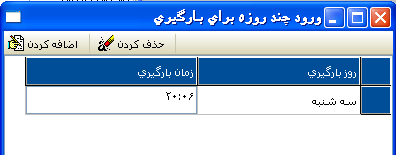 ورود چند روزه براي بارگيري
حذف کردن اضافه کردن
روز بارگيري زمان بارگيري
سه شنبه ۲۰:۰۶